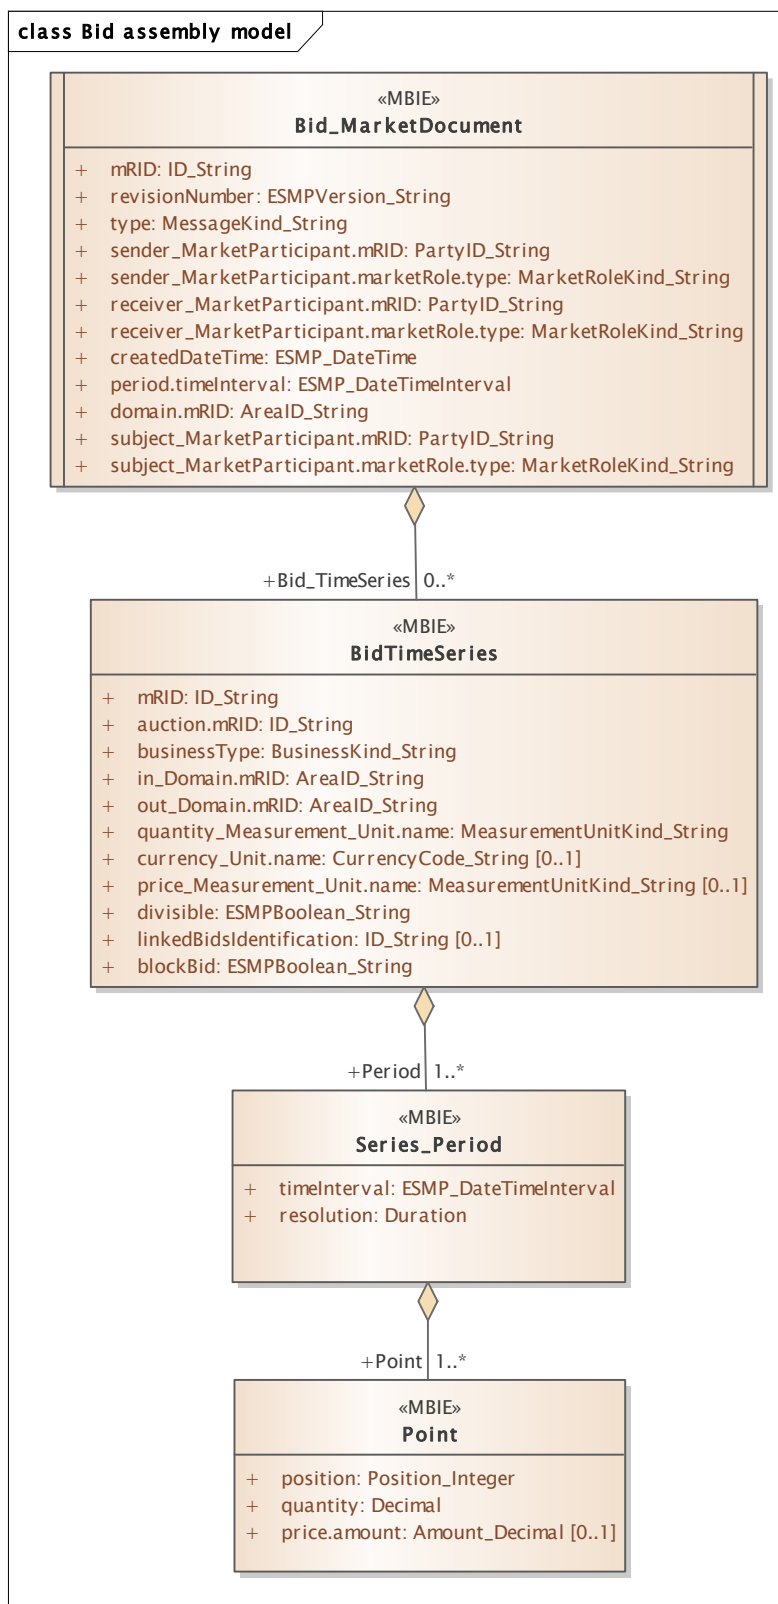 class Bid assembly model
«MBIE»
Bid_MarketDocument
+ mRID: ID_String
+ revisionNumber: ESMPVersion_String
+ type: MessageKind_String
+ sender_MarketParticipant.mRID: PartyID_String
+ sender_MarketParticipant.marketRole.type: MarketRoleKind_String
+ receiver_MarketParticipant.mRID: PartyID_String
+ receiver_MarketParticipant.marketRole.type: MarketRoleKind_String
+ createdDateTime: ESMP_DateTime
+ period.timeInterval: ESMP_DateTimeInterval
+ domain.mRID: AreaID_String
+ subject_MarketParticipant.mRID: PartyID_String
+ subject_MarketParticipant.marketRole.type: MarketRoleKind_String
+Bid_TimeSeries 0..*
«MBIE»
BidTimeSeries
+ mRID: ID_String
+ auction.mRID: ID_String
+ businessType: BusinessKind_String
+ in_Domain.mRID: AreaID_String
+ out_Domain.mRID: AreaID_String
+ quantity_Measurement_Unit.name: MeasurementUnitKind_String
+ currency_Unit.name: CurrencyCode_String [0..1]
+ price_Measurement_Unit.name: MeasurementUnitKind_String [0..1]
+ divisible: ESMPBoolean_String
+ linkedBidsIdentification: ID_String [0..1]
+ blockBid: ESMPBoolean_String
+Period 1..*
«MBIE»
Series_Period
+ timeInterval: ESMP_DateTimeInterval
+ resolution: Duration
+Point 1..*
«MBIE»
Point
+ position: Position_Integer
+ quantity: Decimal
+ price.amount: Amount_Decimal [0..1]